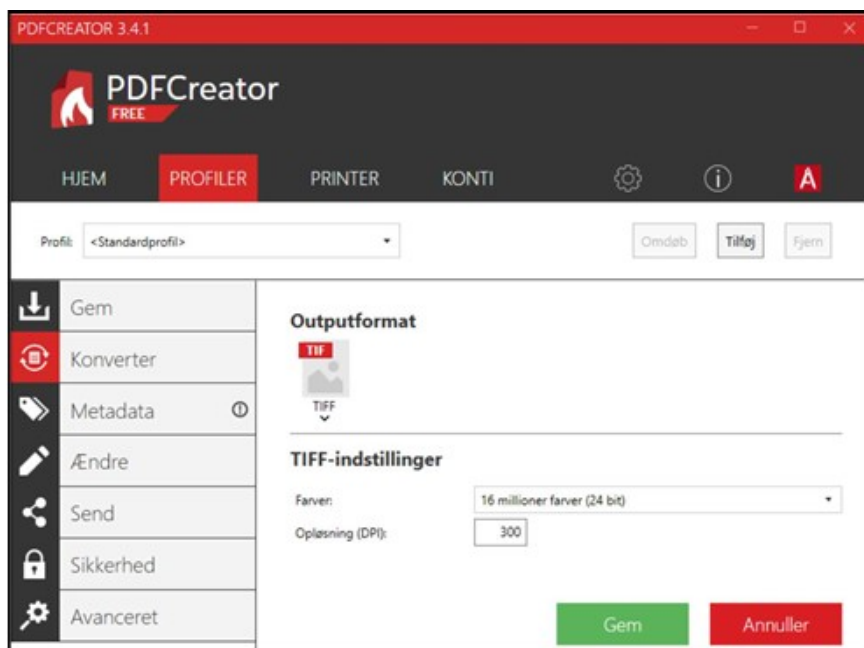 PDFCREATOR 3.4.1
PDFCreator
FREE
HJEM PROFILER PRINTER KONTI
Profil: <Standardprofil> Omdøb Tilføj Fjern
Gem
Konverter
Metadata
Ændre
Send
Sikkerhed
Avanceret
Outputformat
TIF
TIFF
TIFF-indstillinger
Farver: 16 millioner farver (24 bit)
Opløsning (DPI): 300
Gem Annuller